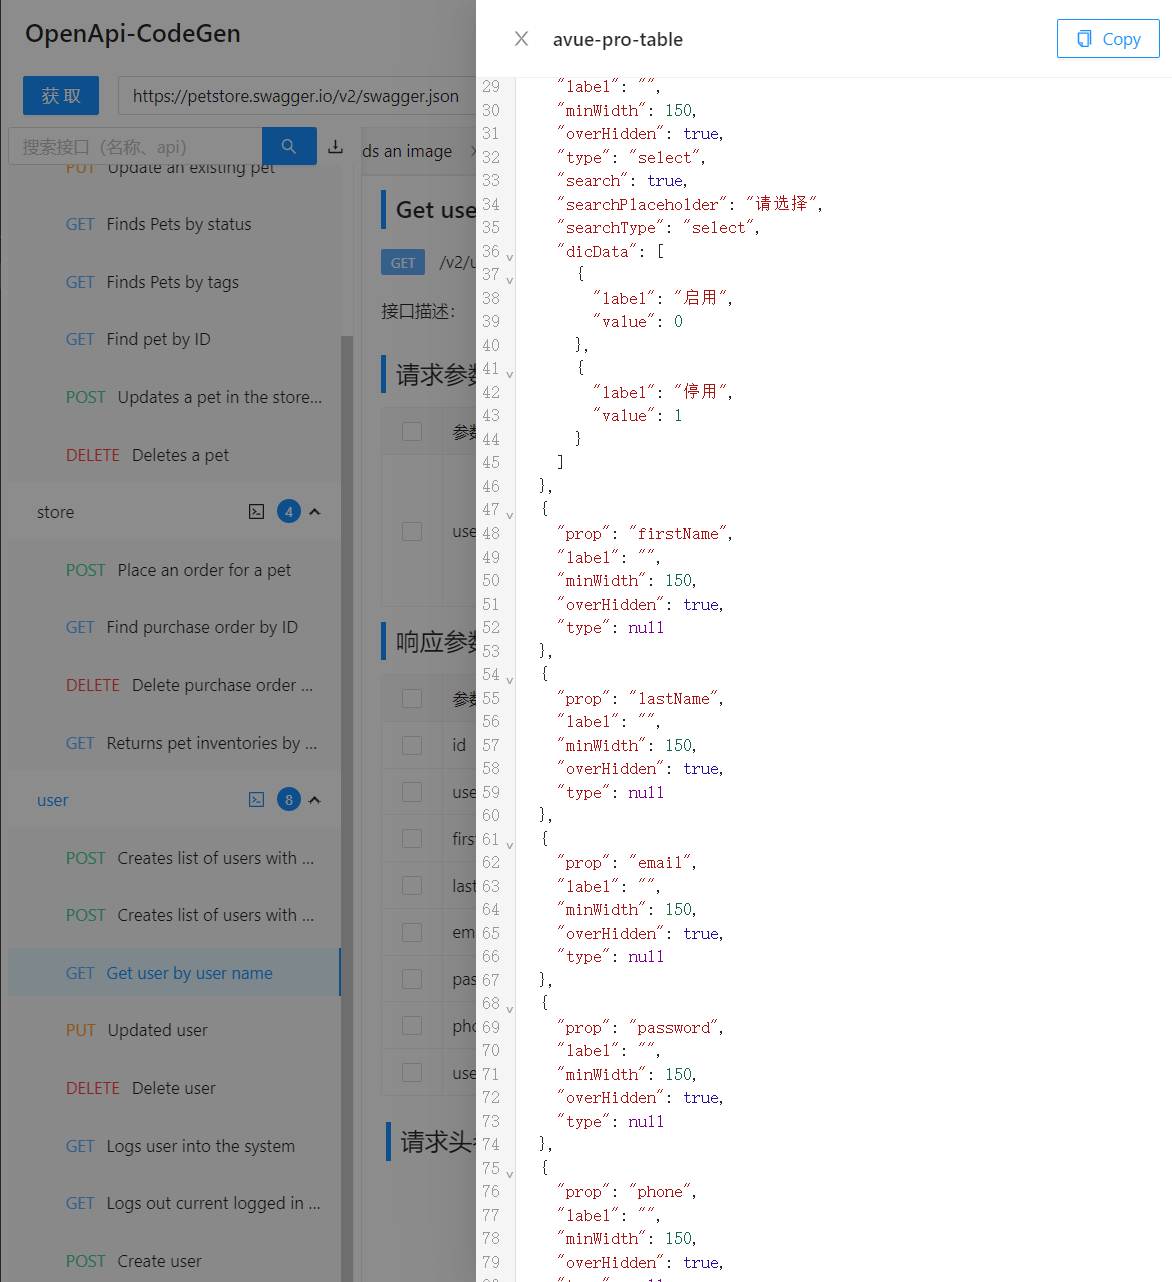 OpenApi-CodeGen
获 取
https://petstore.swagger.io/v2/swagger.json
搜索接口（名称、api）
ds an image
PUT Update an existing pet
GET Finds Pets by status
GET Finds Pets by tags
GET Find pet by ID
POST Updates a pet in the store...
DELETE Deletes a pet
store 4
POST Place an order for a pet
GET Find purchase order by ID
DELETE Delete purchase order ...
GET Returns pet inventories by ...
user 8
POST Creates list of users with ...
POST Creates list of users with ...
GET Get user by user name
PUT Updated user
DELETE Delete user
GET Logs user into the system
GET Logs out current logged in ...
POST Create user
Get use
GET /v2/u
接口描述：
请求参数
参数
use
响应参数
参数
id
use
first
last
em
pas
pho
use
请求头
avue-pro-table
Copy
29 "label": "",
30 "minWidth": 150,
31 "overHidden": true,
32 "type": "select",
33 "search": true,
34 "searchPlaceholder": "请选择",
35 "searchType": "select",
36 "dicData": [
37 {
38 "label": "启用",
39 "value": 0
40 },
41 {
42 "label": "停用",
43 "value": 1
44 }
45 ]
46 },
47 {
48 "prop": "firstName",
49 "label": "",
50 "minWidth": 150,
51 "overHidden": true,
52 "type": null
53 },
54 {
55 "prop": "lastName",
56 "label": "",
57 "minWidth": 150,
58 "overHidden": true,
59 "type": null
60 },
61 {
62 "prop": "email",
63 "label": "",
64 "minWidth": 150,
65 "overHidden": true,
66 "type": null
67 },
68 {
69 "prop": "password",
70 "label": "",
71 "minWidth": 150,
72 "overHidden": true,
73 "type": null
74 },
75 {
76 "prop": "phone",
77 "label": "",
78 "minWidth": 150,
79 "overHidden": true,